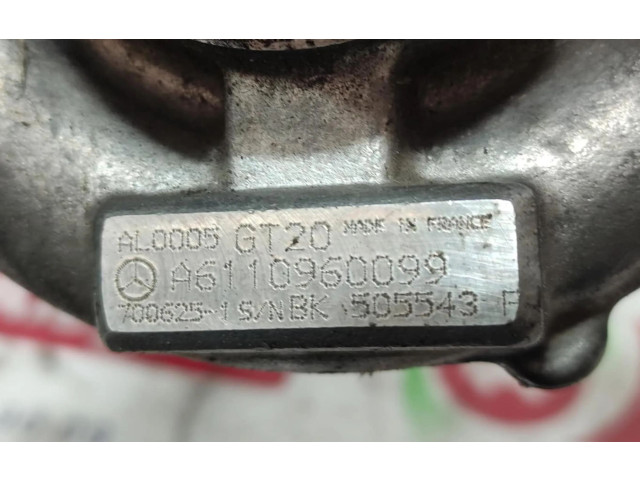 AL0005 GT20 MADE IN FRANCE
A6110960099
700625-1 S/N BK 505543 F